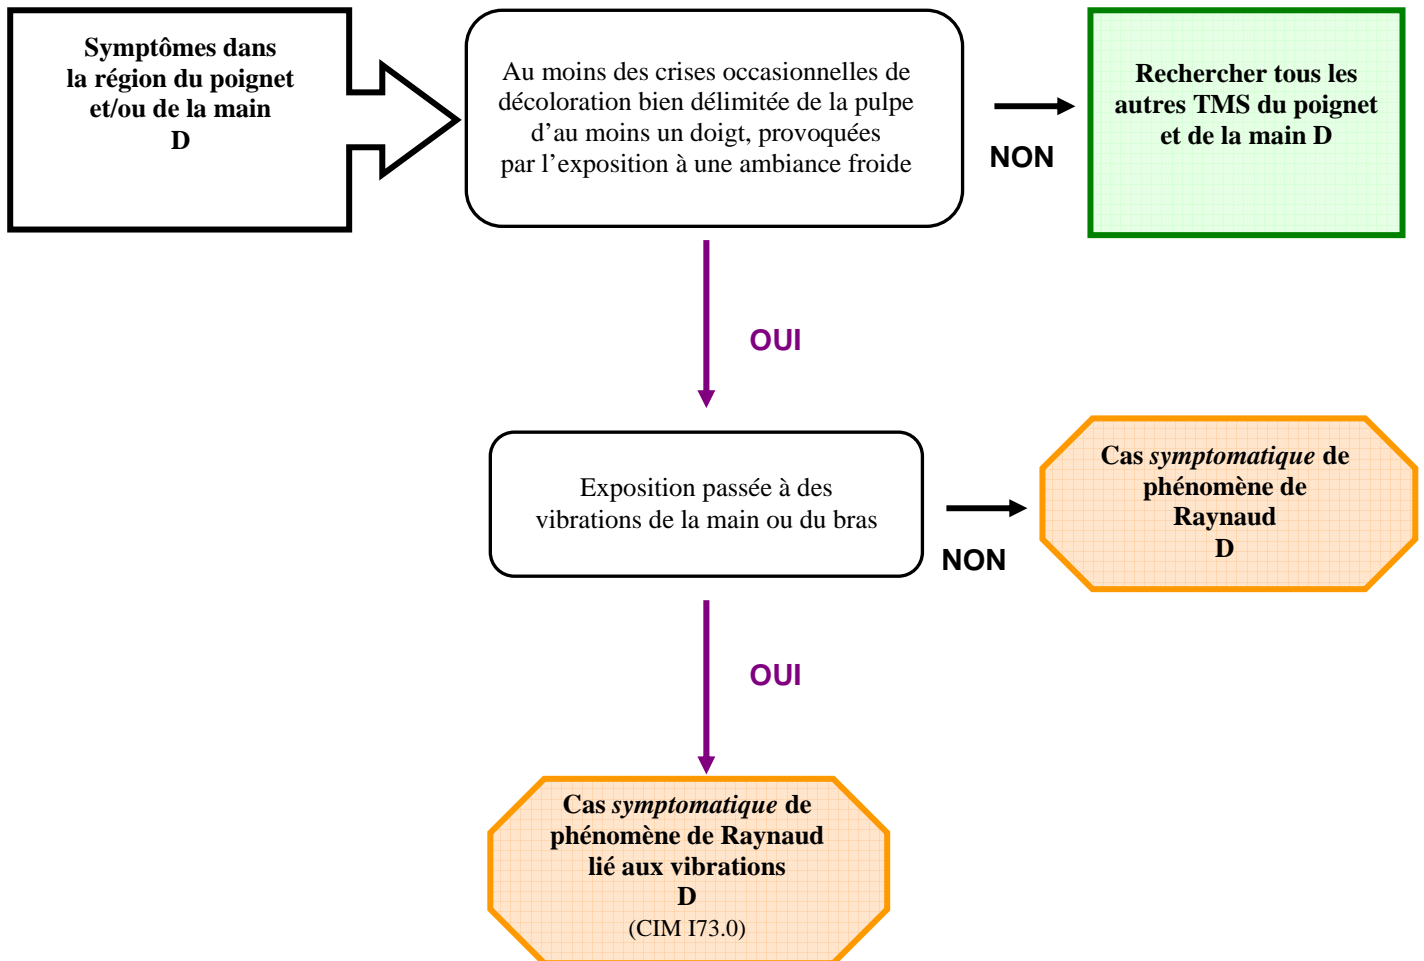 Symptômes dans
la région du poignet
et/ou de la main
D
Au moins des crises occasionnelles de
décoloration bien délimitée de la pulpe
d’au moins un doigt, provoquées
par l’exposition à une ambiance froide
NON
Rechercher tous les
autres TMS du poignet
et de la main D
OUI
Exposition passée à des
vibrations de la main ou du bras
NON
Cas symptomatique de
phénomène de
Raynaud
D
OUI
Cas symptomatique de
phénomène de Raynaud
lié aux vibrations
D
(CIM I73.0)